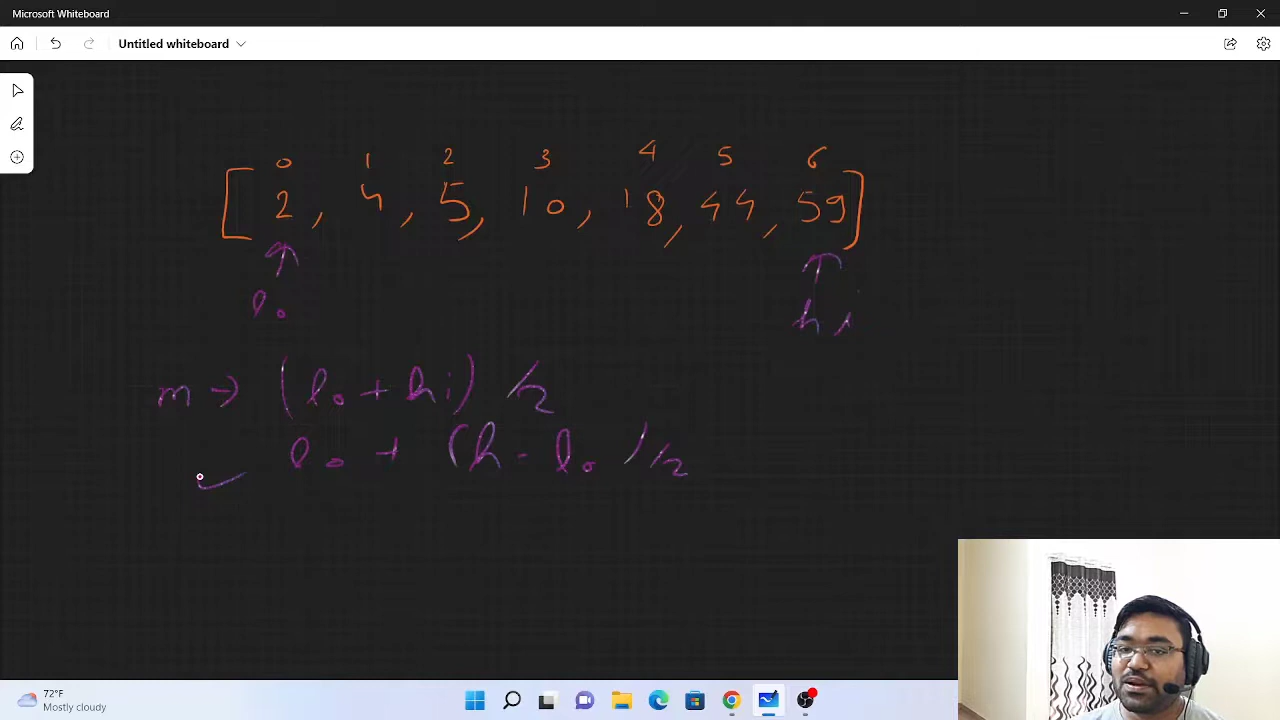 Microsoft Whiteboard
Untitled whiteboard
0 1 2 3 4 5 6
[2, 4, 5, 10, 18, 44, 59]
lo hi
m → (lo + hi) /2
lo + (h - lo)/2
72°F
Mostly cloudy